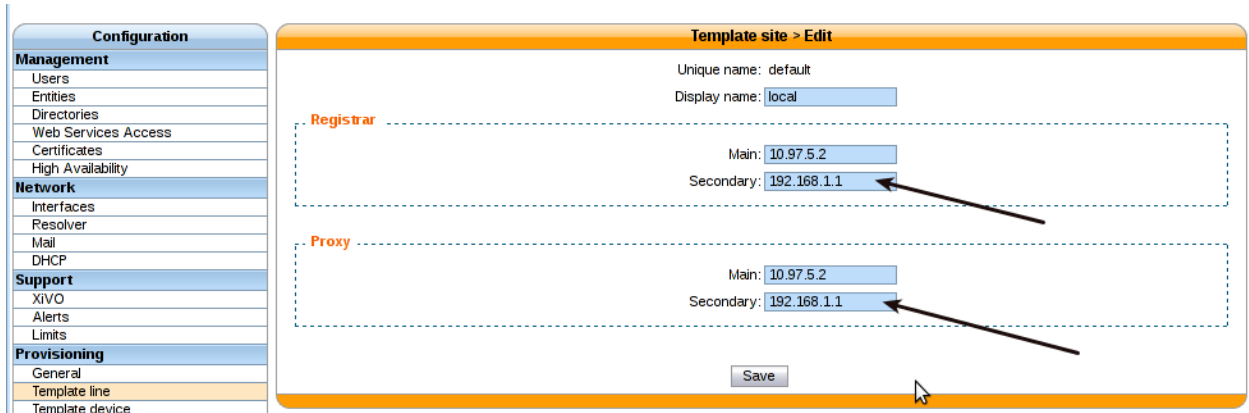 Configuration
Management
Users
Entities
Directories
Web Services Access
Certificates
High Availability
Network
Interfaces
Resolver
Mail
DHCP
Support
XiVO
Alerts
Limits
Provisioning
General
Template line
Template device
Template site > Edit
Unique name: default
Display name: local
Registrar
Main: 10.97.5.2
Secondary: 192.168.1.1
Proxy
Main: 10.97.5.2
Secondary: 192.168.1.1
Save